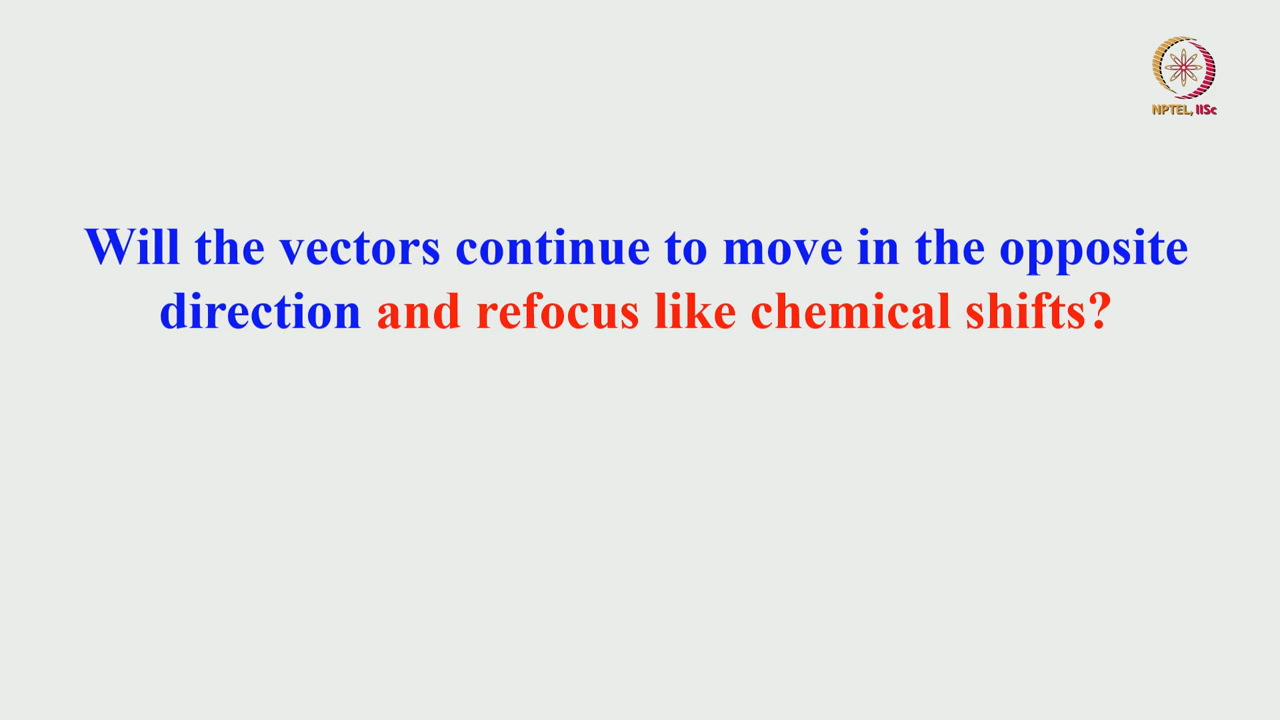 NPTEL, IISc
Will the vectors continue to move in the opposite
direction and refocus like chemical shifts?